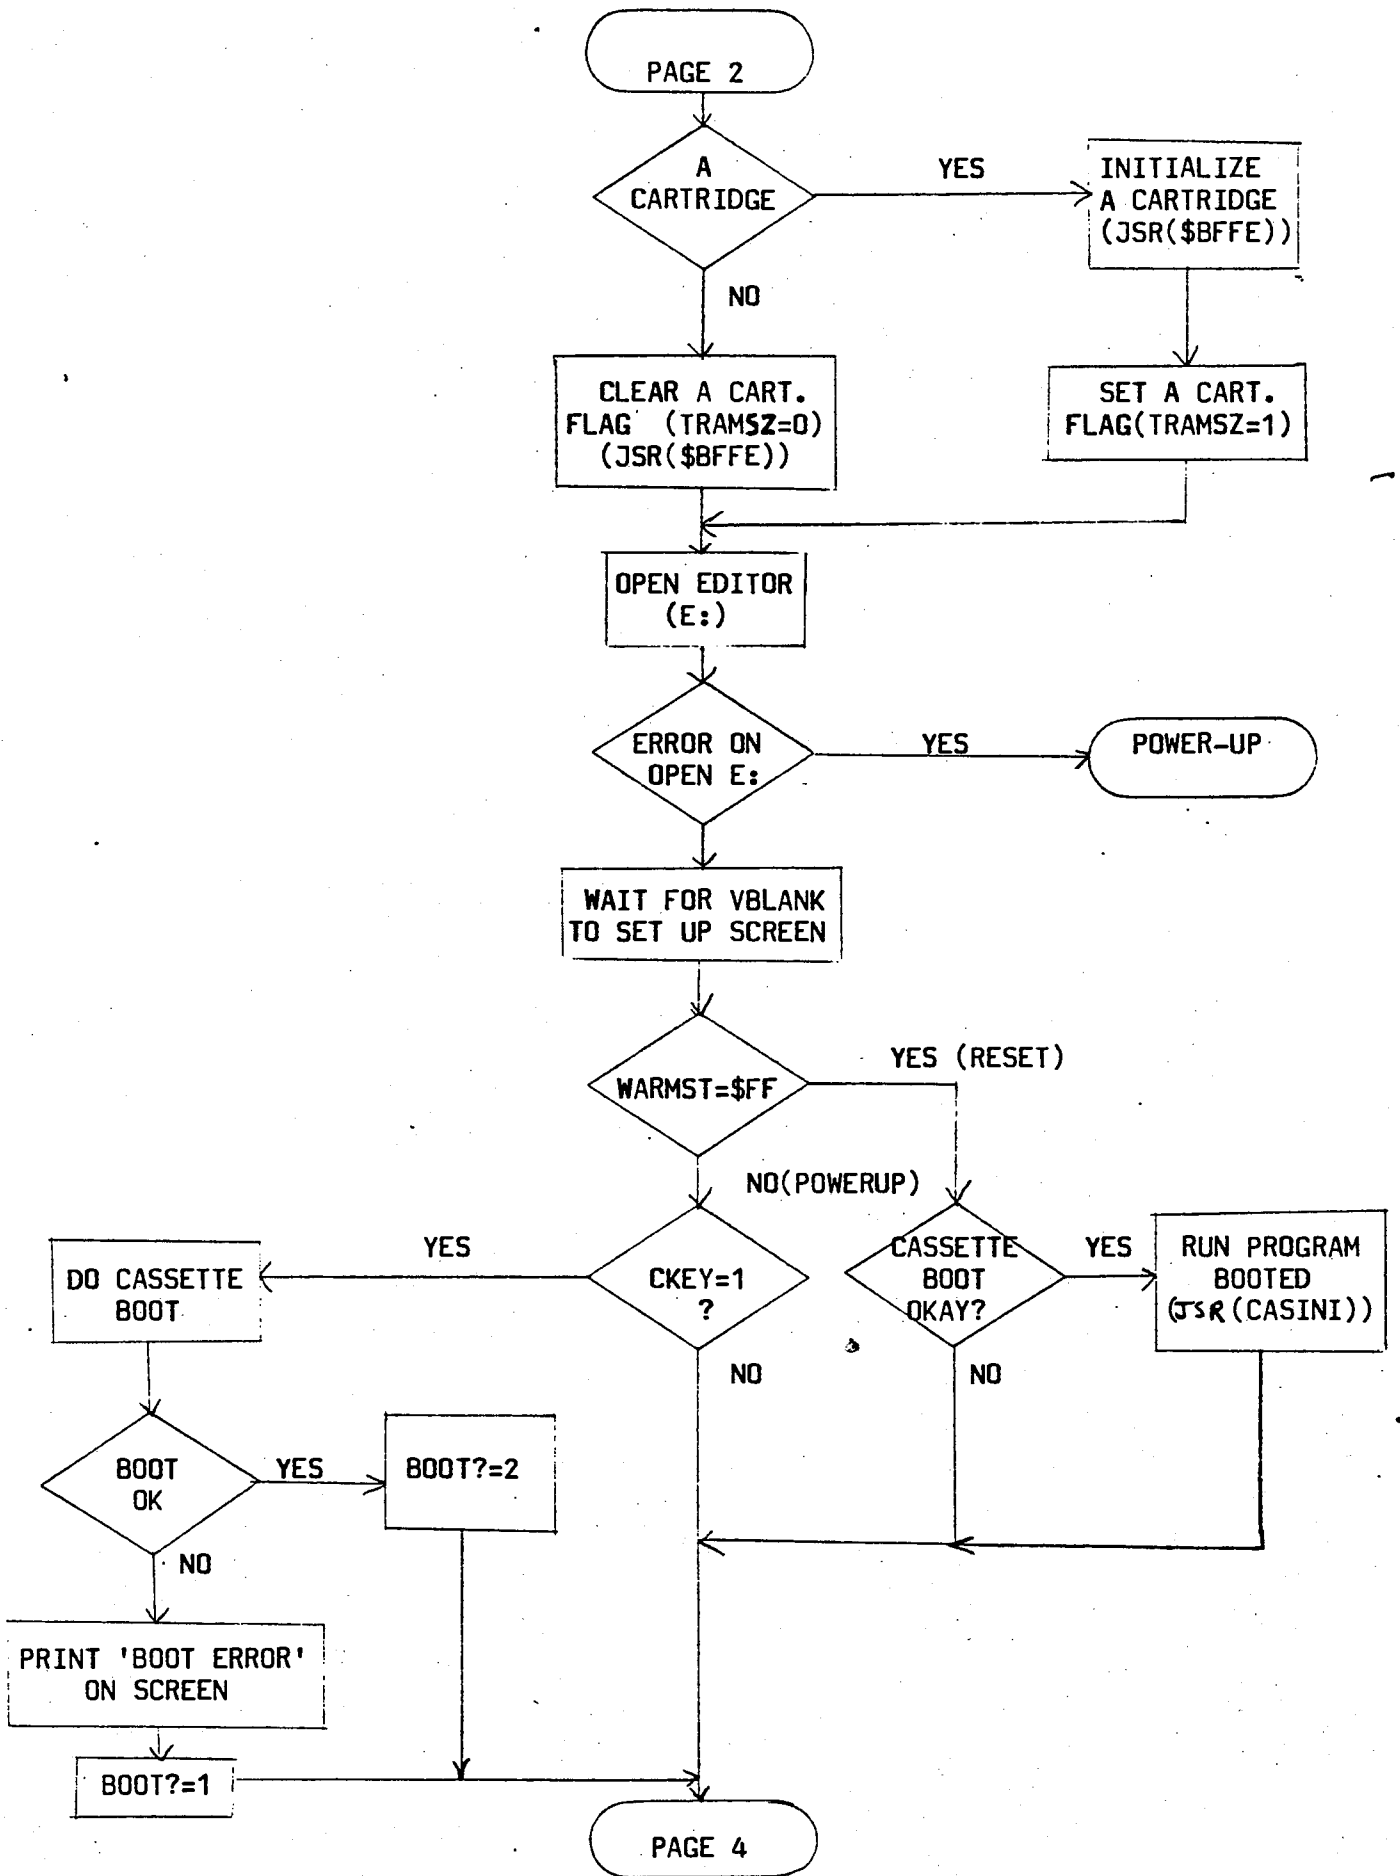 PAGE 2
A
CARTRIDGE
YES
INITIALIZE
A CARTRIDGE
(JSR($BFFE))
NO
CLEAR A CART.
FLAG (TRAMSZ=0)
(JSR($BFFE))
SET A CART.
FLAG(TRAMSZ=1)
OPEN EDITOR
(E:)
ERROR ON
OPEN E:
YES
POWER-UP
WAIT FOR VBLANK
TO SET UP SCREEN
WARMST=$FF
YES (RESET)
NO(POWERUP)
CKEY=1
?
YES
DO CASSETTE
BOOT
NO
CASSETTE
BOOT
OKAY?
YES
RUN PROGRAM
BOOTED
(JSR(CASINI))
NO
BOOT
OK
YES
BOOT?=2
NO
PRINT 'BOOT ERROR'
ON SCREEN
BOOT?=1
PAGE 4